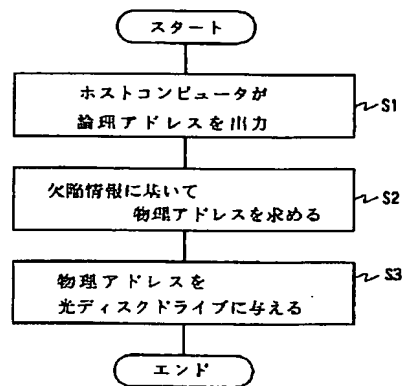 スタート
ホストコンピュータが
論理アドレスを出力
S1
欠陥情報に基いて
物理アドレスを求める
S2
物理アドレスを
光ディスクドライブに与える
S3
エンド